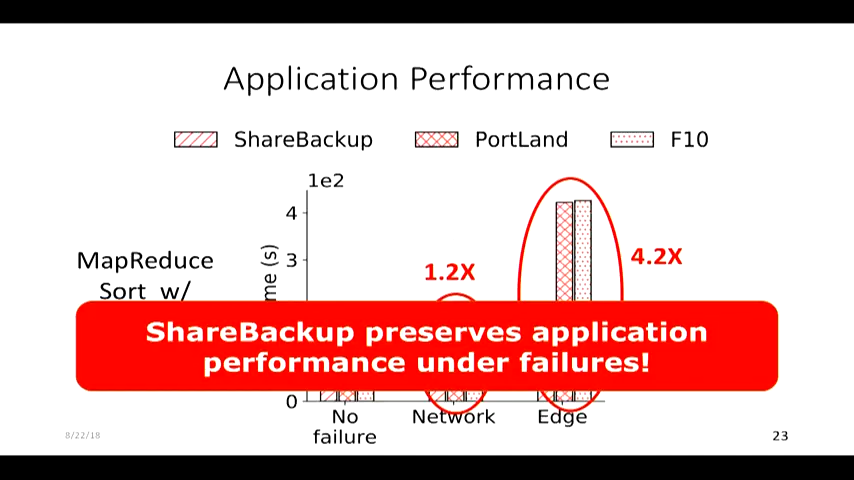 Application Performance
ShareBackup PortLand F10
1e2
4
3
me (s)
4.2X
1.2X
MapReduce
Sort w/
ShareBackup preserves application
performance under failures!
0
No
failure
Network
Edge
8/22/18
23